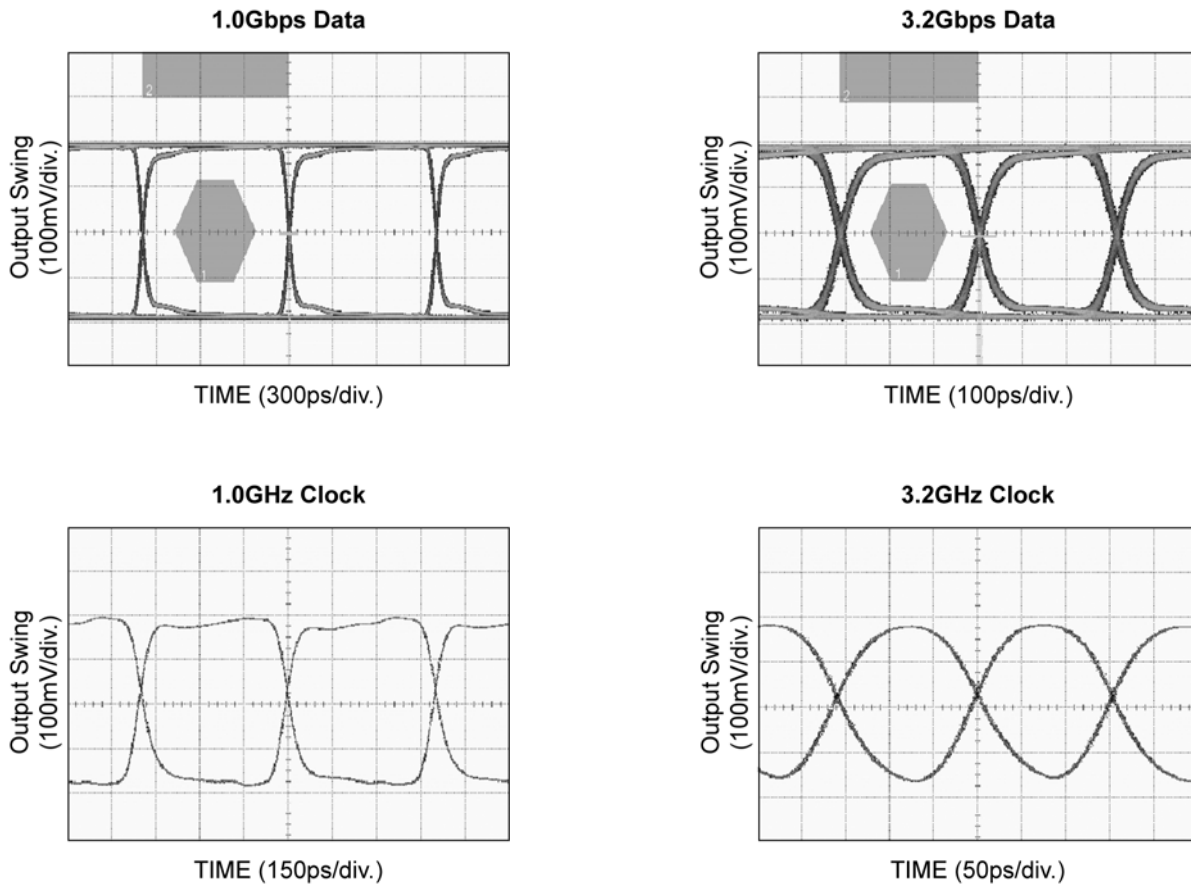 1.0Gbps Data
2
1
Output Swing
(100mV/div.)
TIME (300ps/div.)
3.2Gbps Data
2
1
Output Swing
(100mV/div.)
TIME (100ps/div.)
1.0GHz Clock
Output Swing
(100mV/div.)
TIME (150ps/div.)
3.2GHz Clock
Output Swing
(100mV/div.)
TIME (50ps/div.)